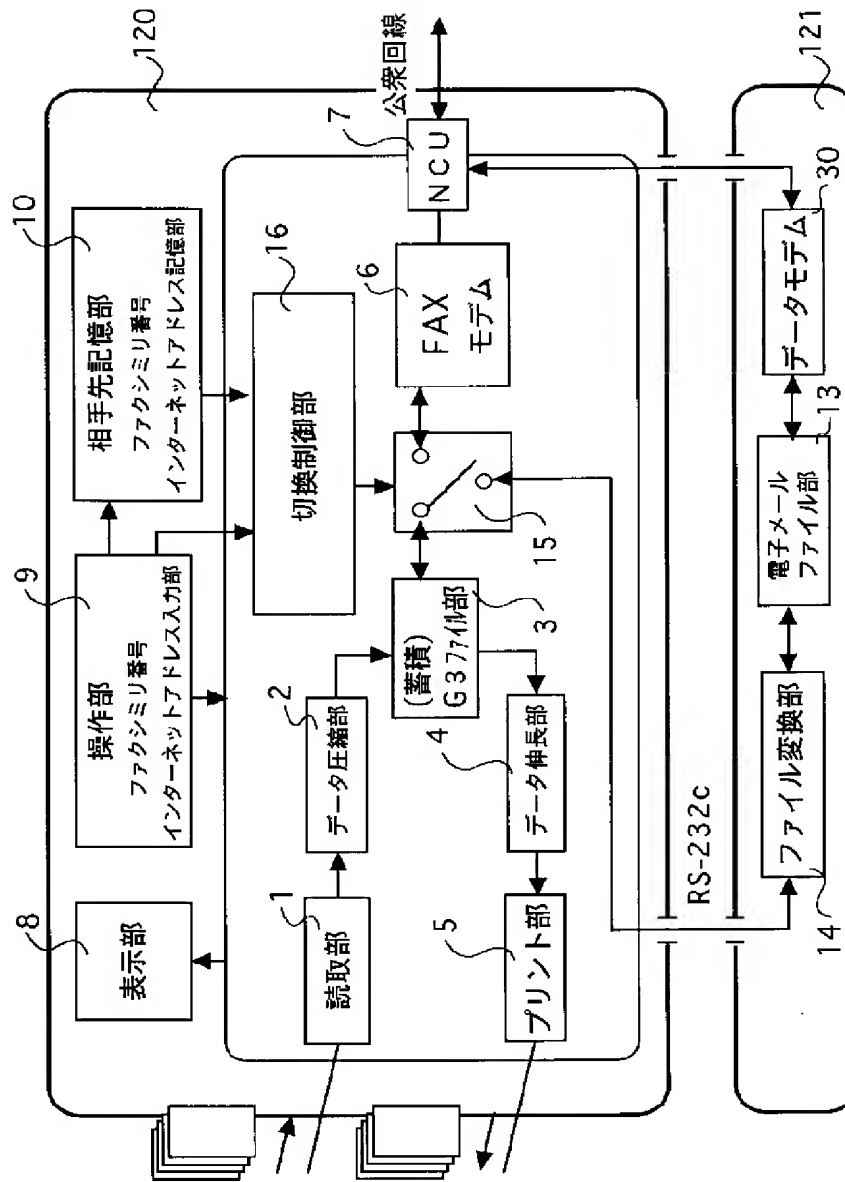 120
8
表示部
9
操作部
ファクシミリ番号
インターネットアドレス入力部
10
相手先記憶部
ファクシミリ番号
インターネットアドレス記憶部
16
切換制御部
7
NCU
公衆回線
1
読取部
2
データ圧縮部
(蓄積)
G3ファイル部
3
15
6
FAX
モデム
4
データ伸長部
5
プリント部
RS-232c
14
ファイル変換部
電子メール
ファイル部
13
データモデム
30
121